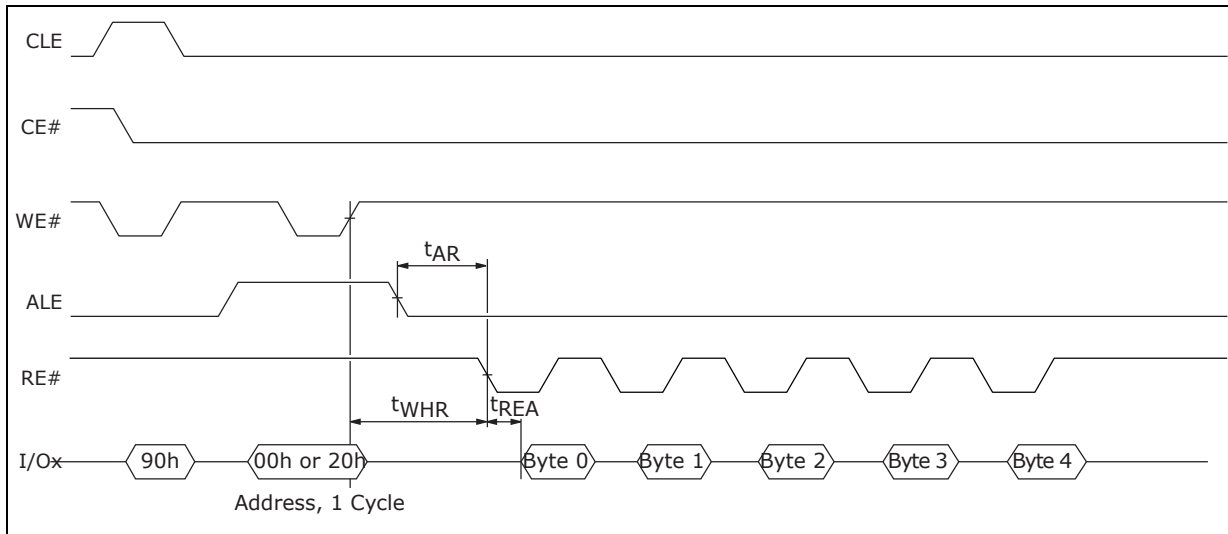 CLE
CE#
WE#
tAR
ALE
RE#
tWHR
tREA
I/Ox
90h
00h or 20h
Byte 0
Byte 1
Byte 2
Byte 3
Byte 4
Address, 1 Cycle